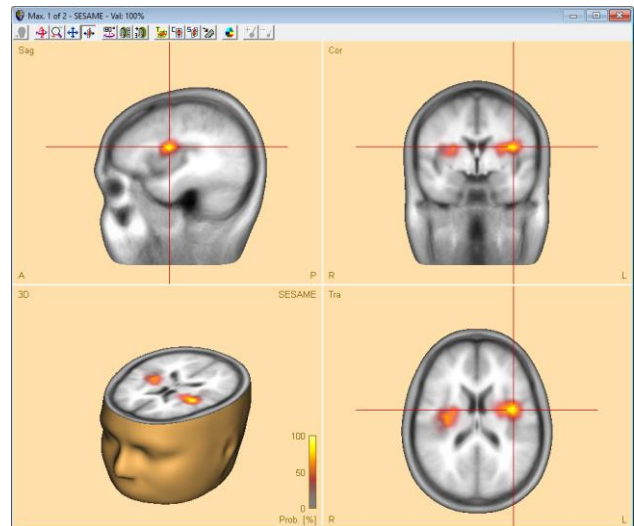 Max. 1 of 2 - SESAME - Val: 100%
Sag
Cor
A
P
R
L
3D
SESAME
Tra
100
50
0
Prob. [%]
R
L